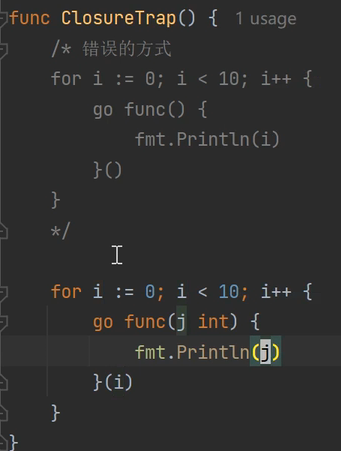 func ClosureTrap() { 1 usage
    /* 错误的方式
    for i := 0; i < 10; i++ {
        go func() {
            fmt.Println(i)
        }()
    }
    */
    for i := 0; i < 10; i++ {
        go func(j int) {
            fmt.Println(j)
        }(i)
    }
}